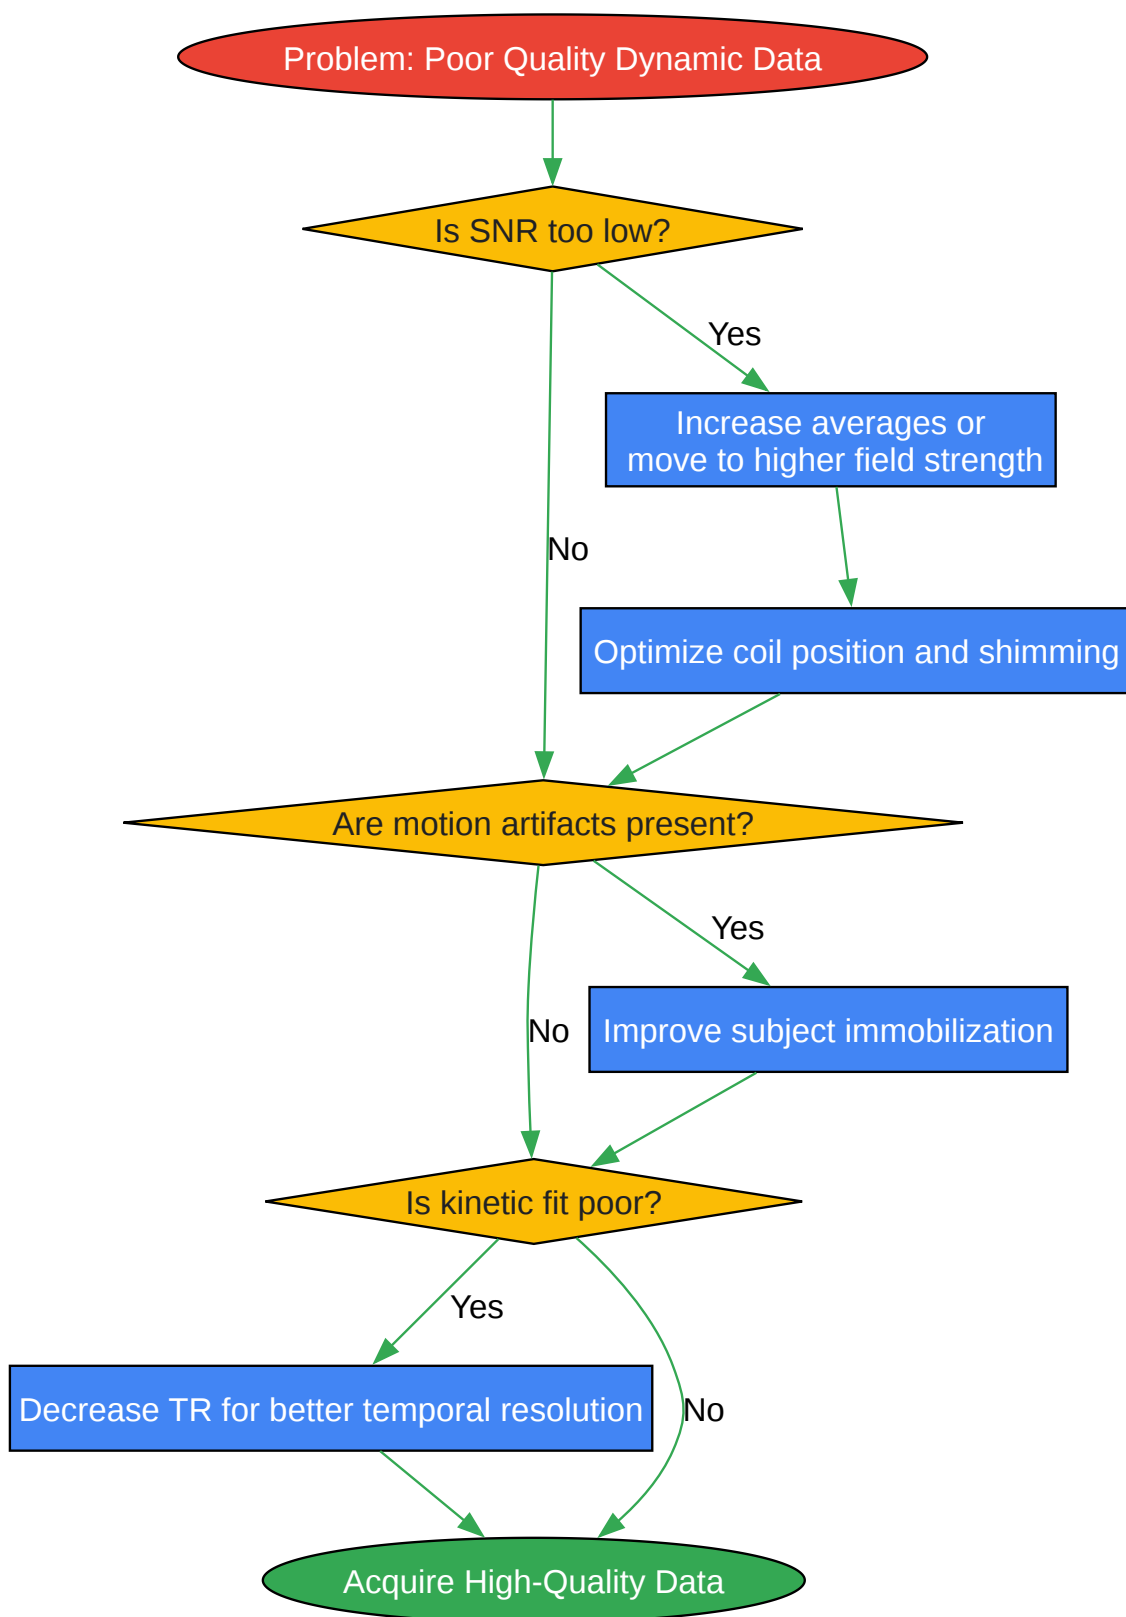 Problem: Poor Quality Dynamic Data
Is SNR too low?
Yes
Increase averages or
move to higher field strength
No
Optimize coil position and shimming
Are motion artifacts present?
Yes
No
Improve subject immobilization
Is kinetic fit poor?
Yes
Decrease TR for better temporal resolution
No
Acquire High-Quality Data